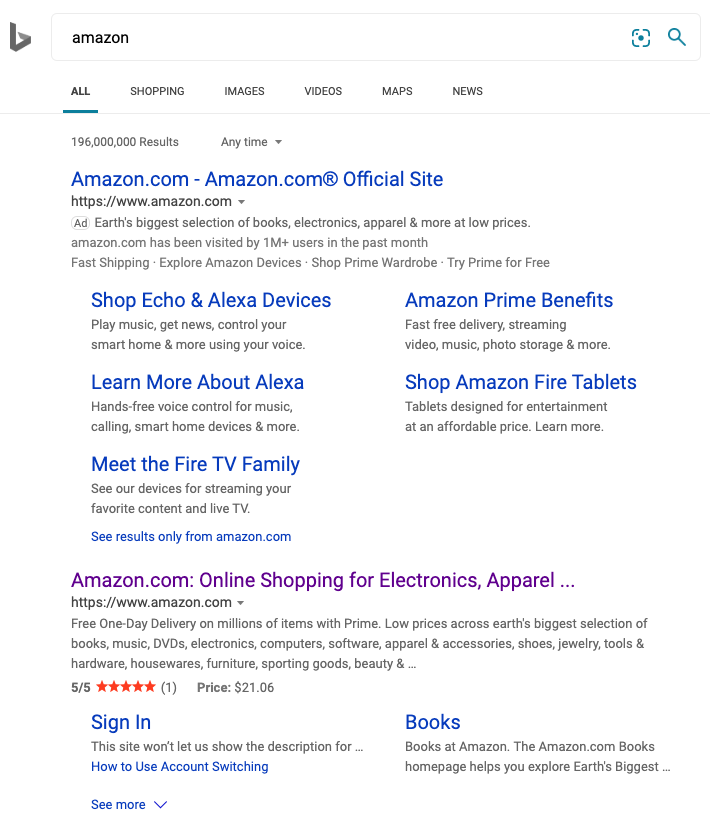 amazon
ALL SHOPPING IMAGES VIDEOS MAPS NEWS
196,000,000 Results Any time
Amazon.com - Amazon.com® Official Site
https://www.amazon.com
Ad Earth's biggest selection of books, electronics, apparel & more at low prices.
amazon.com has been visited by 1M+ users in the past month
Fast Shipping · Explore Amazon Devices · Shop Prime Wardrobe · Try Prime for Free
Shop Echo & Alexa Devices
Play music, get news, control your
smart home & more using your voice.
Amazon Prime Benefits
Fast free delivery, streaming
video, music, photo storage & more.
Learn More About Alexa
Hands-free voice control for music,
calling, smart home devices & more.
Shop Amazon Fire Tablets
Tablets designed for entertainment
at an affordable price. Learn more.
Meet the Fire TV Family
See our devices for streaming your
favorite content and live TV.
See results only from amazon.com
Amazon.com: Online Shopping for Electronics, Apparel ...
https://www.amazon.com
Free One-Day Delivery on millions of items with Prime. Low prices across earth's biggest selection of
books, music, DVDs, electronics, computers, software, apparel & accessories, shoes, jewelry, tools &
hardware, housewares, furniture, sporting goods, beauty & …
5/5 (1) Price: $21.06
Sign In
This site won't let us show the description for …
How to Use Account Switching
Books
Books at Amazon. The Amazon.com Books
homepage helps you explore Earth's Biggest …
See more